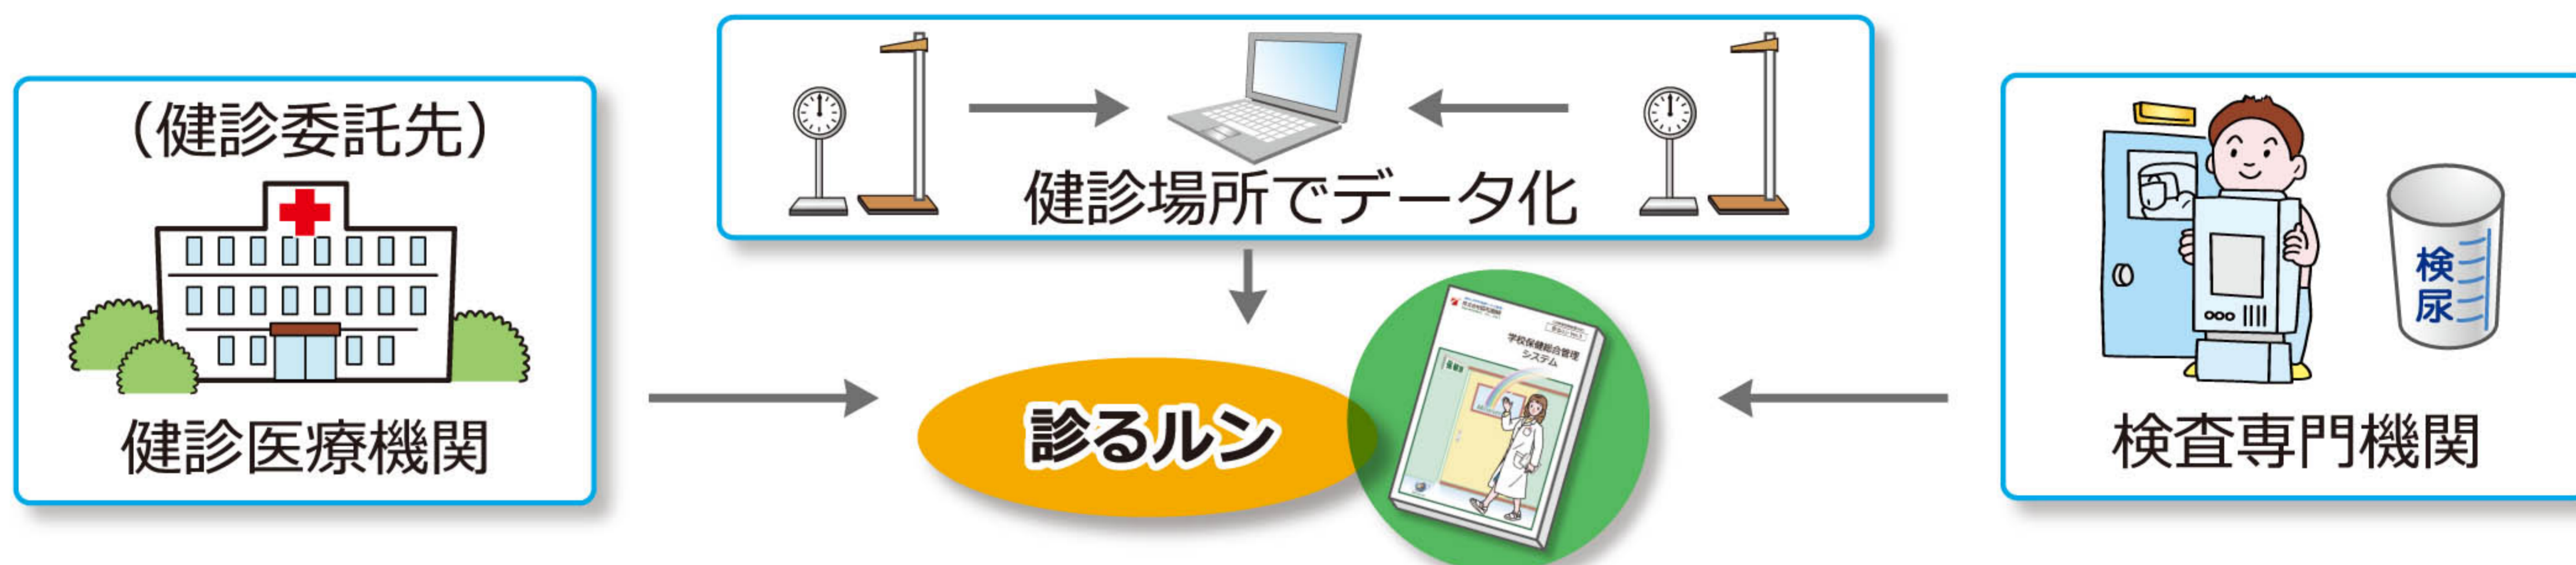 （健診委託先）
健診医療機関
健診場所でデータ化
診るルン
学校保健総合管理
システム
検尿
検査専門機関